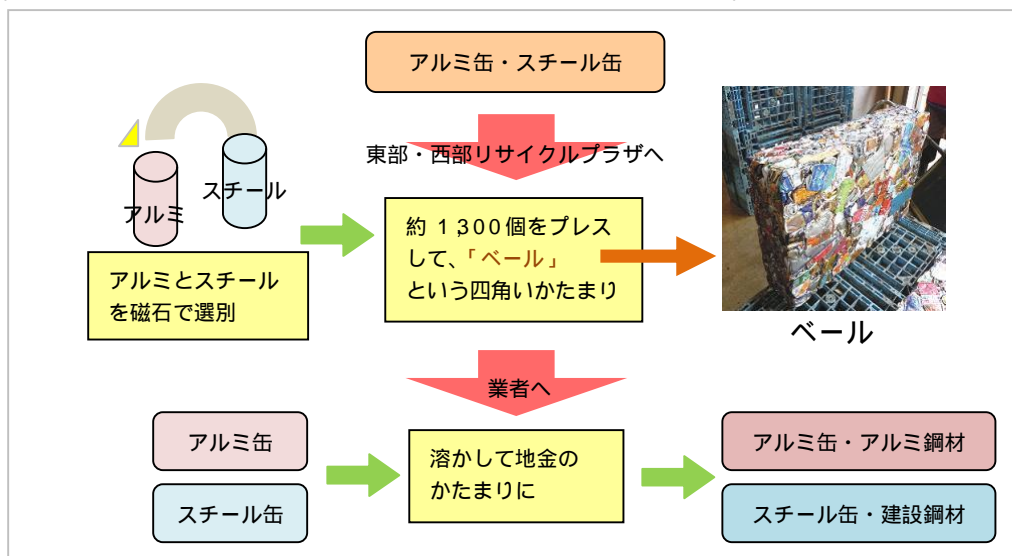 アルミ缶・スチール缶
東部・西部リサイクルプラザへ
スチール
アルミ
アルミとスチール
を磁石で選別
約 1,300個をプレス
して、「ベール」
という四角いかたまり
ベール
業者へ
アルミ缶
スチール缶
溶かして地金の
かたまりに
アルミ缶・アルミ鋼材
スチール缶・建設鋼材